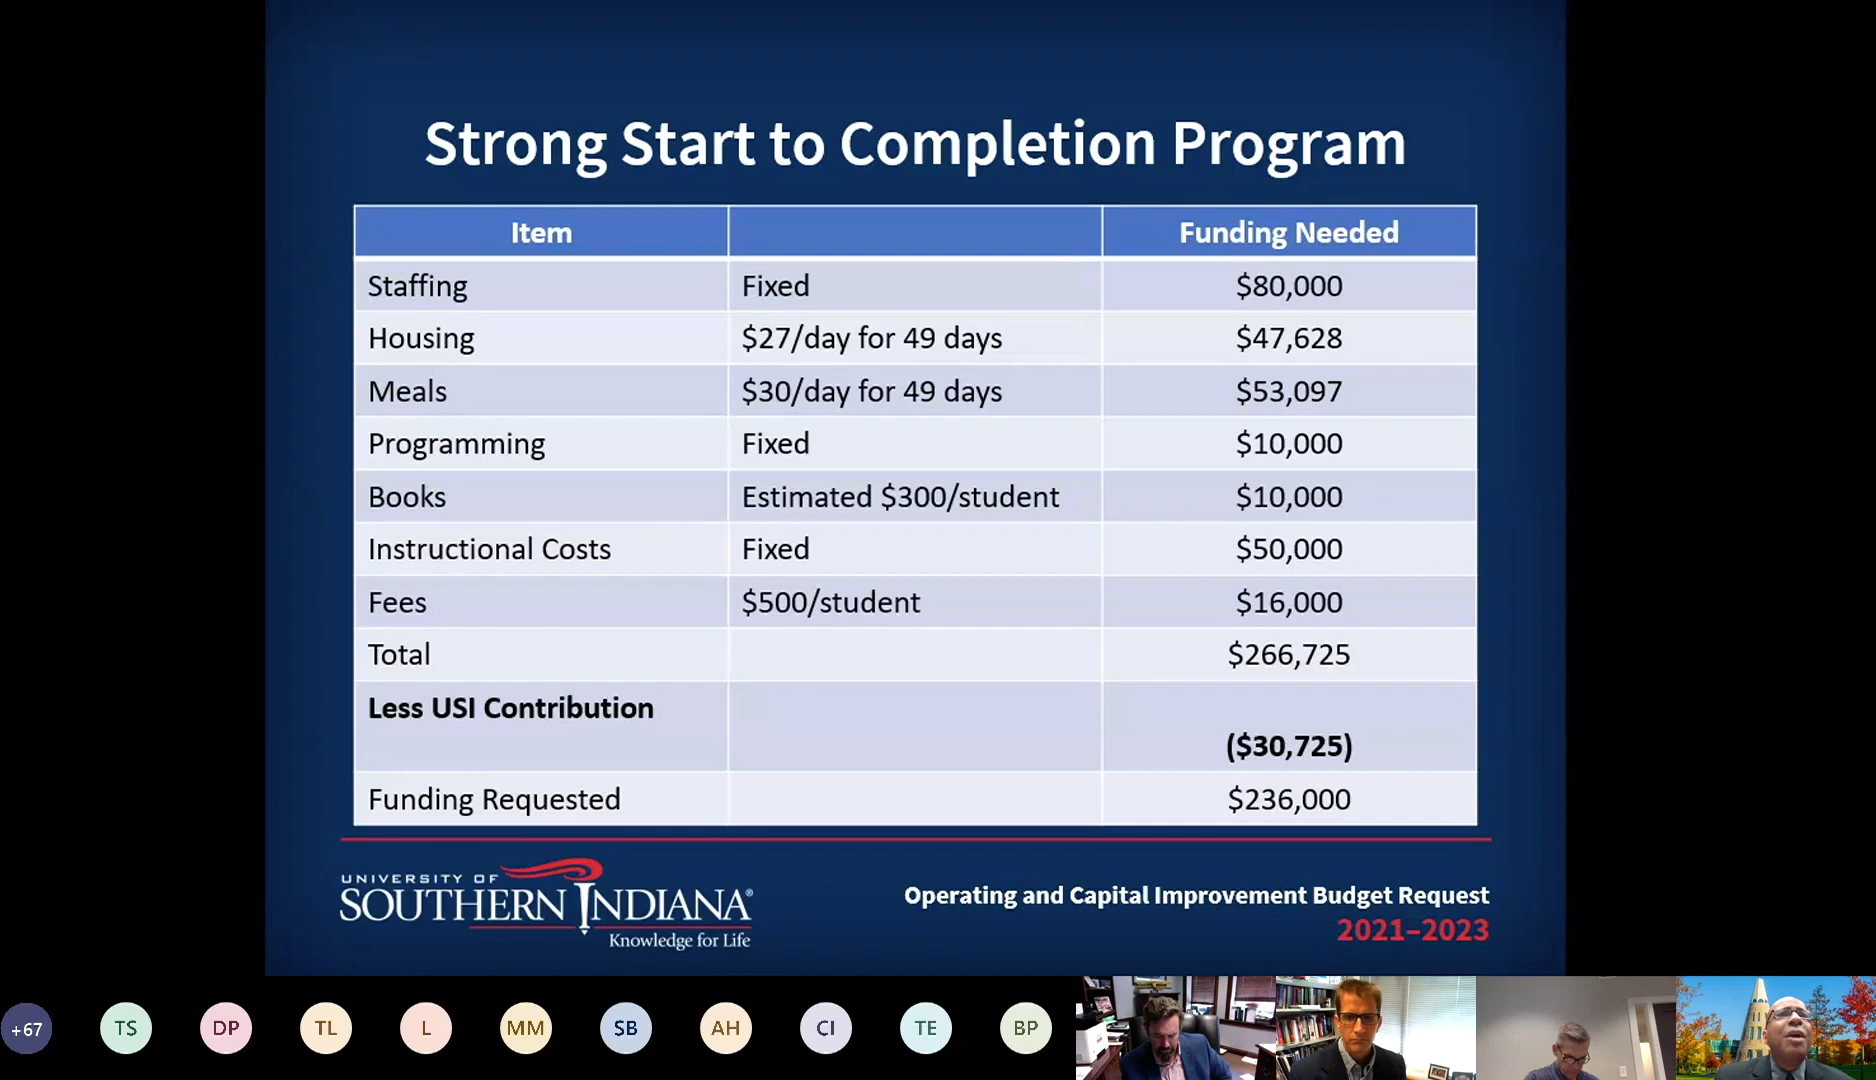 Strong Start to Completion Program
Item Funding Needed
Staffing Fixed $80,000
Housing $27/day for 49 days $47,628
Meals $30/day for 49 days $53,097
Programming Fixed $10,000
Books Estimated $300/student $10,000
Instructional Costs Fixed $50,000
Fees $500/student $16,000
Total $266,725
Less USI Contribution
($30,725)
Funding Requested $236,000
UNIVERSITY OF
SOUTHERN INDIANA®
Knowledge for Life
Operating and Capital Improvement Budget Request
2021–2023
+67 TS DP TL L MM SB AH CI TE BP